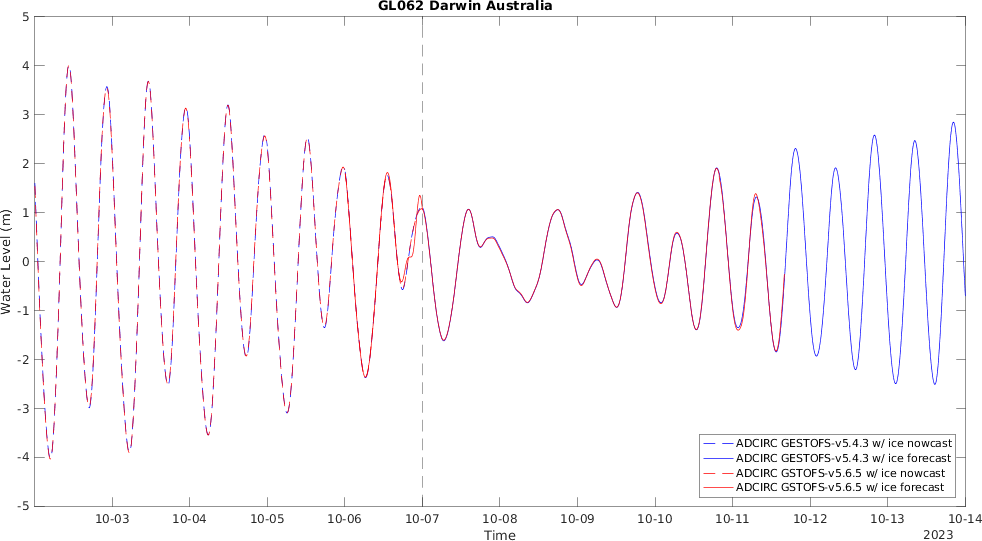 GL062 Darwin Australia
5
4
3
2
1
0
-1
-2
-3
-4
-5
Water Level (m)
ADCIRC GESTOFS-v5.4.3 w/ ice nowcast
ADCIRC GESTOFS-v5.4.3 w/ ice forecast
ADCIRC GSTOFS-v5.6.5 w/ ice nowcast
ADCIRC GSTOFS-v5.6.5 w/ ice forecast
10-03 10-04 10-05 10-06 10-07 10-08 10-09 10-10 10-11 10-12 10-13 10-14
Time
2023